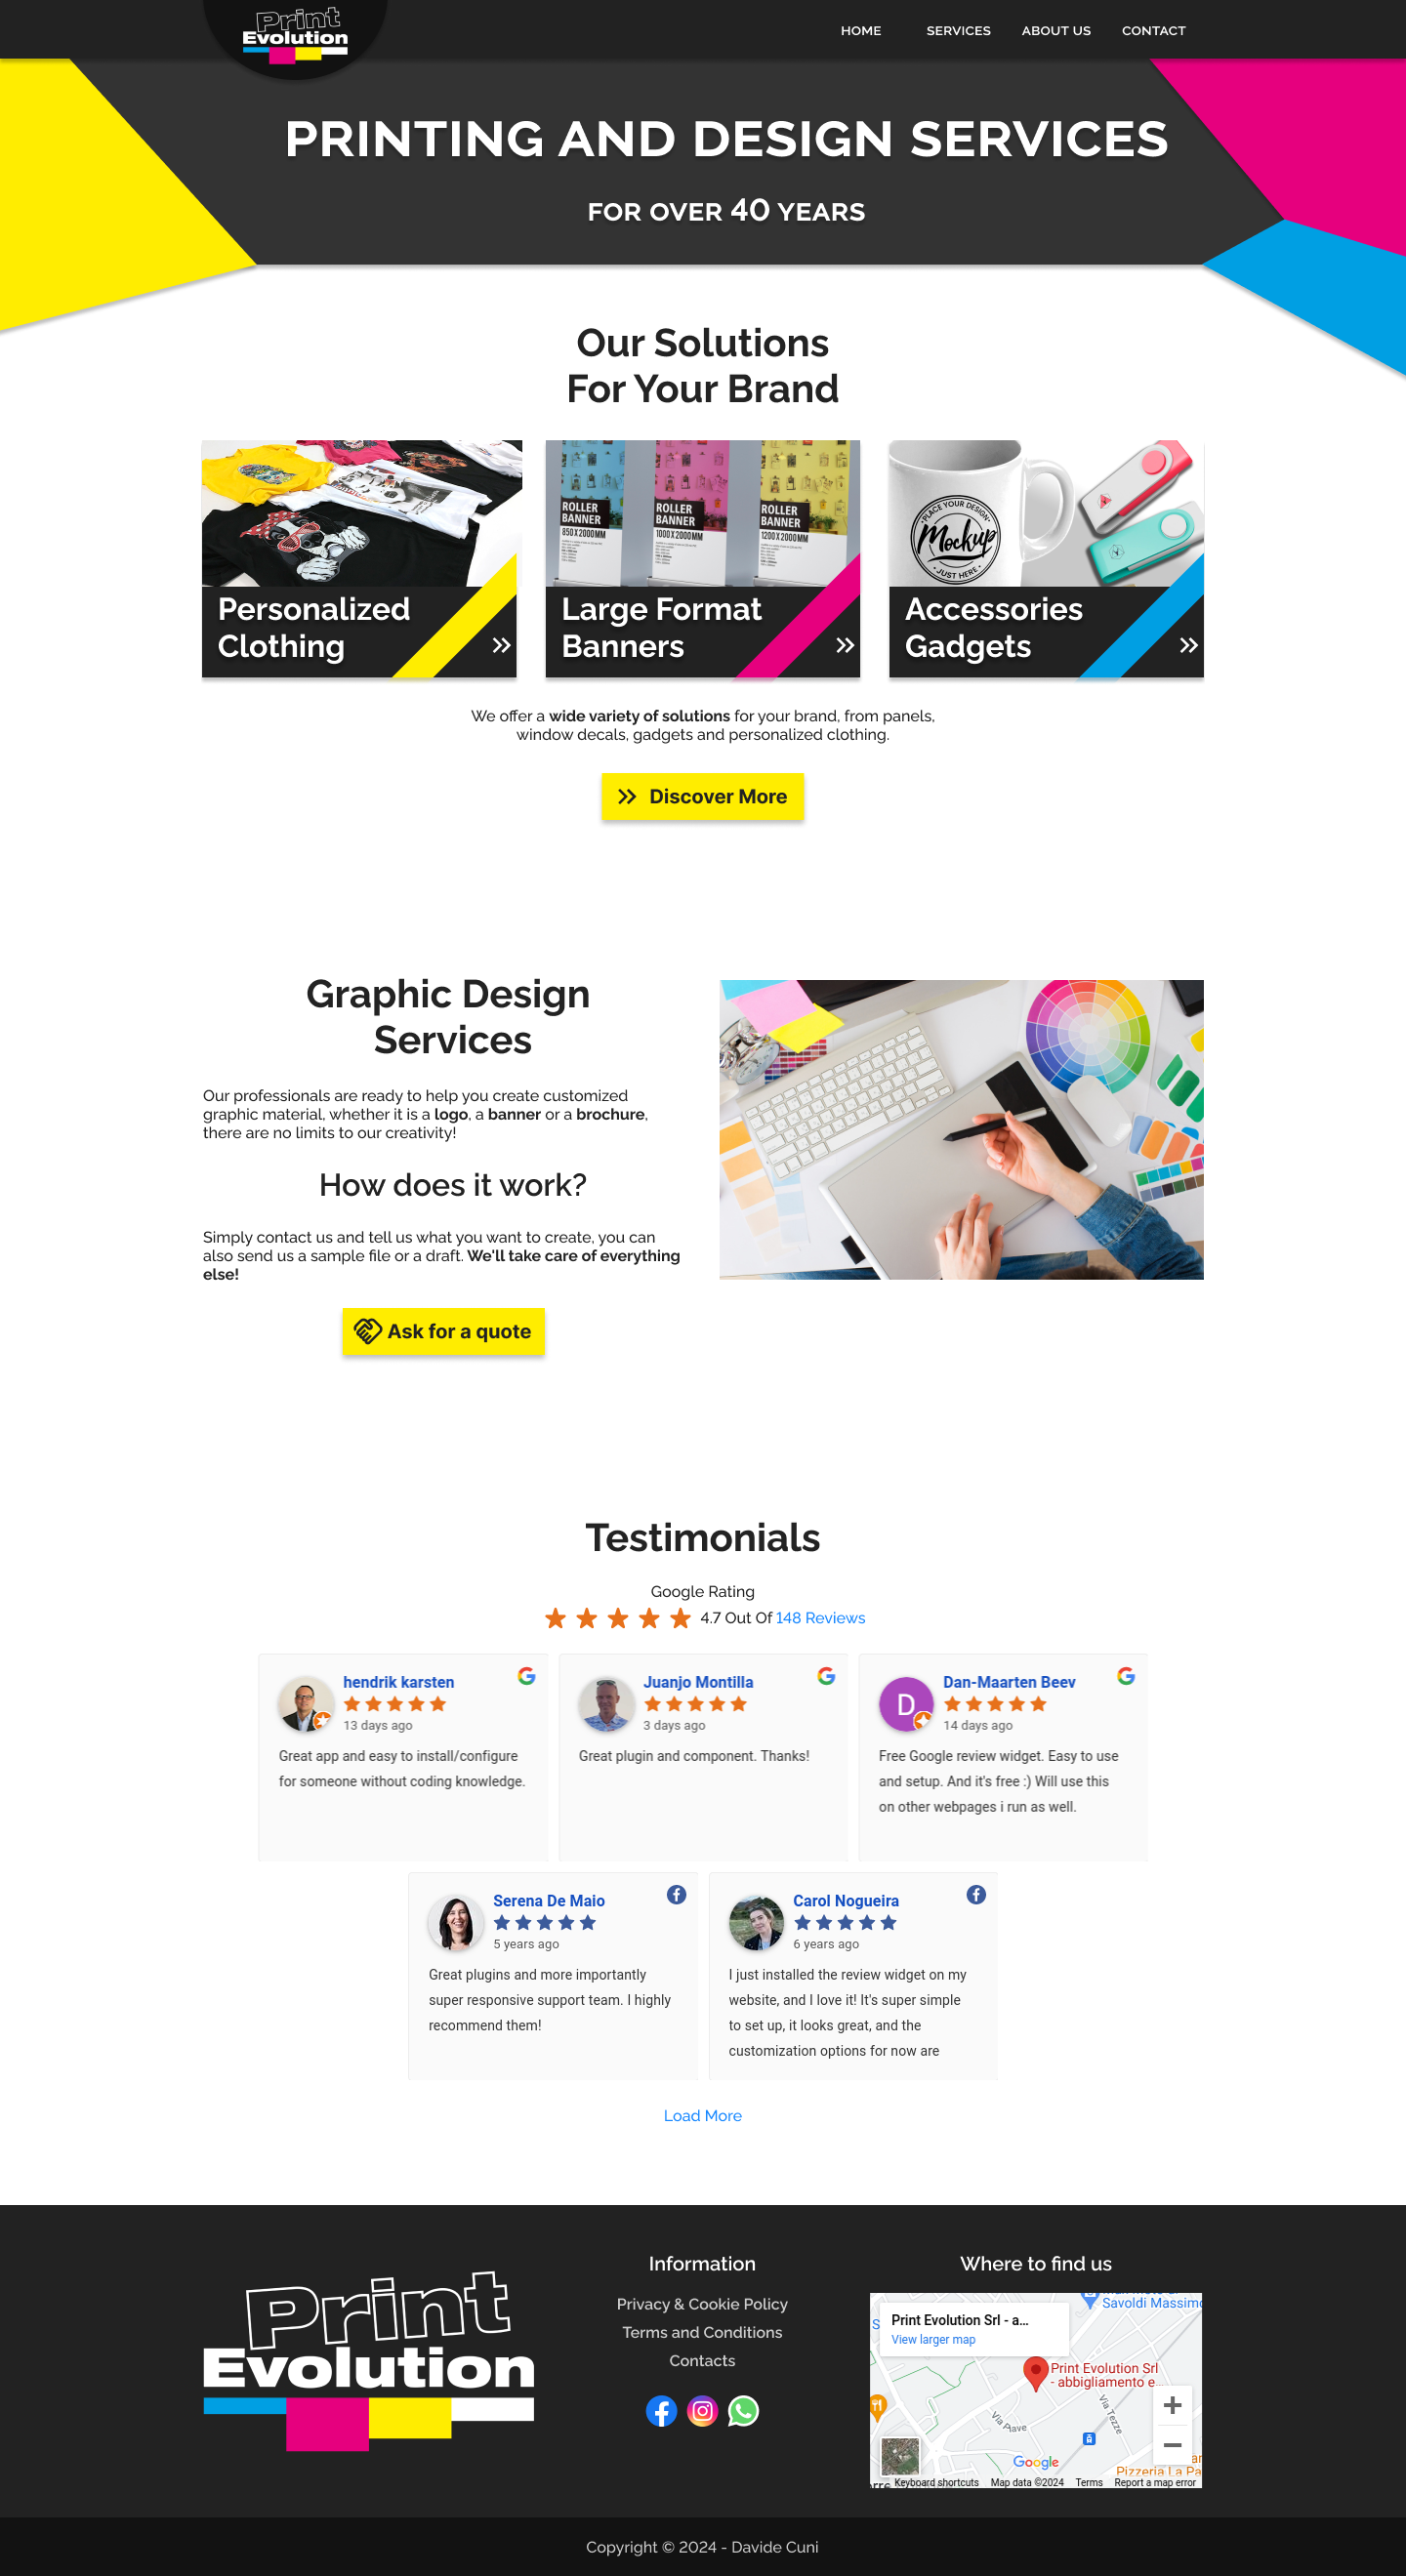 Print
Evolution
HOME
SERVICES
ABOUT US
CONTACT
PRINTING AND DESIGN SERVICES
FOR OVER 40 YEARS
Our Solutions
For Your Brand
ROLLER
BANNER
850X2000MM
ROLLER
BANNER
1000X2000MM
ROLLER
BANNER
1200X2000MM
PLACE YOUR DESIGN
Mockup
JUST HERE
Personalized
Clothing
Large Format
Banners
Accessories
Gadgets
We offer a wide variety of solutions for your brand, from panels,
window decals, gadgets and personalized clothing.
Discover More
Graphic Design
Services
Our professionals are ready to help you create customized
graphic material, whether it is a logo, a banner or a brochure,
there are no limits to our creativity!
How does it work?
Simply contact us and tell us what you want to create, you can
also send us a sample file or a draft. We'll take care of everything
else!
Ask for a quote
Testimonials
Google Rating
4.7 Out Of 148 Reviews
hendrik karsten
13 days ago
Great app and easy to install/configure
for someone without coding knowledge.
Juanjo Montilla
3 days ago
Great plugin and component. Thanks!
D
Dan-Maarten Beev
14 days ago
Free Google review widget. Easy to use
and setup. And it's free :) Will use this
on other webpages i run as well.
Serena De Maio
5 years ago
Great plugins and more importantly
super responsive support team. I highly
recommend them!
Carol Nogueira
6 years ago
I just installed the review widget on my
website, and I love it! It's super simple
to set up, it looks great, and the
customization options for now are
Print
Evolution
Load More
Information
Privacy & Cookie Policy
Terms and Conditions
Contacts
Where to find us
Savoldi Massimo
Print Evolution Srl - a...
View larger map
Print Evolution Srl
- abbigliamento e...
Via Piave
Via Tezze
Google
Pizzeria La Pa
Keyboard shortcuts
Map data ©2024
Terms
Report a map error
Copyright © 2024 - Davide Cuni